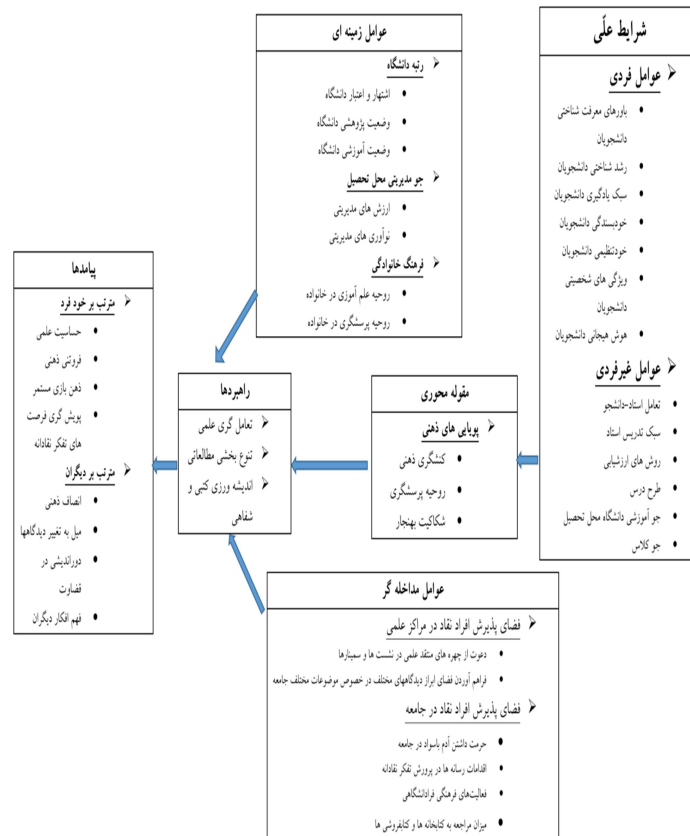 شرایط علّی
عوامل فردی
باورهای معرفت شناختی
دانشجویان
رشد شناختی دانشجویان
سبک یادگیری دانشجویان
خودبسندگی دانشجویان
خودتنظیمی دانشجویان
ویژگی های شخصیتی
دانشجویان
هوش هیجانی دانشجویان
عوامل غیرفردی
تعامل استاد-دانشجو
سبک تدریس استاد
روش های ارزشیابی
طرح درس
جو آموزشی دانشگاه محل تحصیل
جو کلاس
عوامل زمینه ای
رتبه دانشگاه
اشتهار و اعتبار دانشگاه
وضعیت پژوهشی دانشگاه
وضعیت آموزشی دانشگاه
جو مدیریتی محل تحصیل
ارزش های مدیریتی
نوآوری های مدیریتی
فرهنگ خانوادگی
روحیه علم آموزی در خانواده
روحیه پرسشگری در خانواده
مقوله محوری
پویایی های ذهنی
کنشگری ذهنی
روحیه پرسشگری
شکاکیت بهنجار
راهبردها
تعامل گری علمی
تنوع بخشی مطالعاتی
اندیشه ورزی کتبی و
شفاهی
پیامدها
مترتب بر خود فرد
حساسیت علمی
فروتنی ذهنی
ذهن بازی مستمر
پویش گری فرصت
های تفکر نقادانه
مترتب بر دیگران
انصاف ذهنی
میل به تغییر دیدگاهها
دوراندیشی در
قضاوت
فهم افکار دیگران
عوامل مداخله گر
فضای پذیرش افراد نقاد در مراکز علمی
دعوت از چهره های منتقد علمی در نشست ها و سمینارها
فراهم آوردن فضای ابراز دیدگاههای مختلف در خصوص موضوعات مختلف جامعه
فضای پذیرش افراد نقاد در جامعه
حرمت داشتن آدم باسواد در جامعه
اقدامات رسانه ها در پرورش تفکر نقادانه
فعالیت‌های فرهنگی فرادانشگاهی
میزان مراجعه به کتابخانه ها و کتابفروشی ها